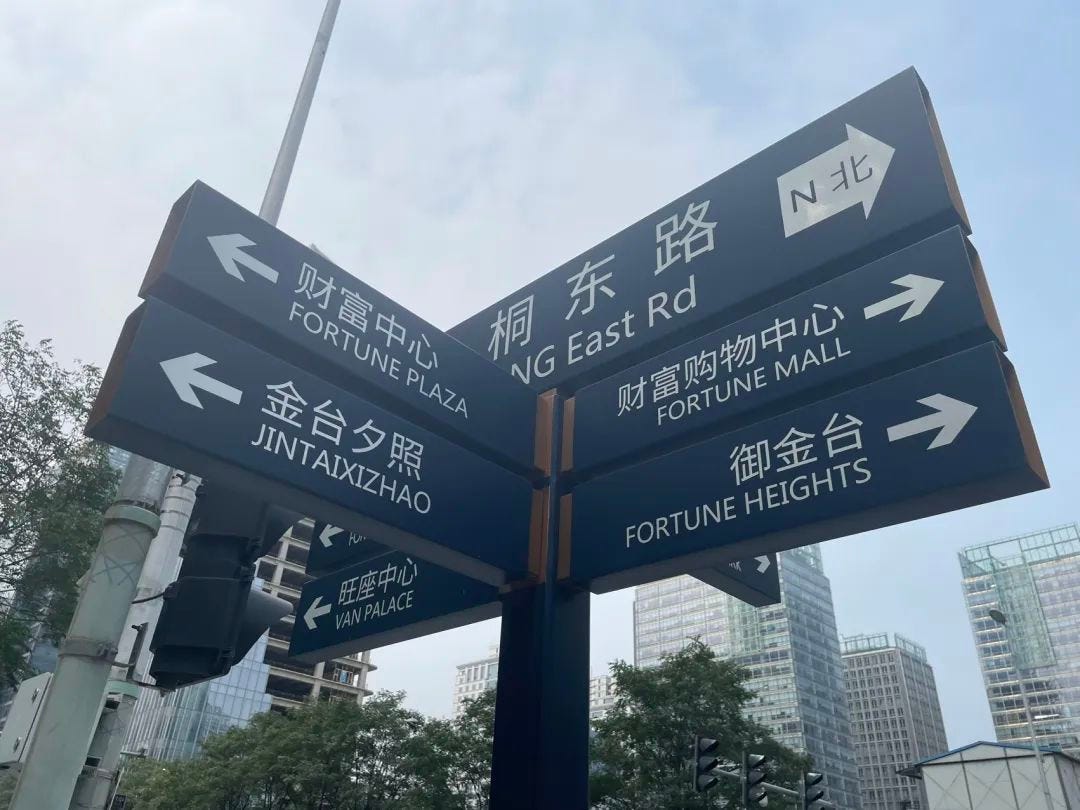 财富中心
FORTUNE PLAZA
金台夕照
JINTAIXIZHAO
桐东路
NG East Rd
N 北
财富购物中心
FORTUNE MALL
御金台
FORTUNE HEIGHTS
旺座中心
VAN PALACE